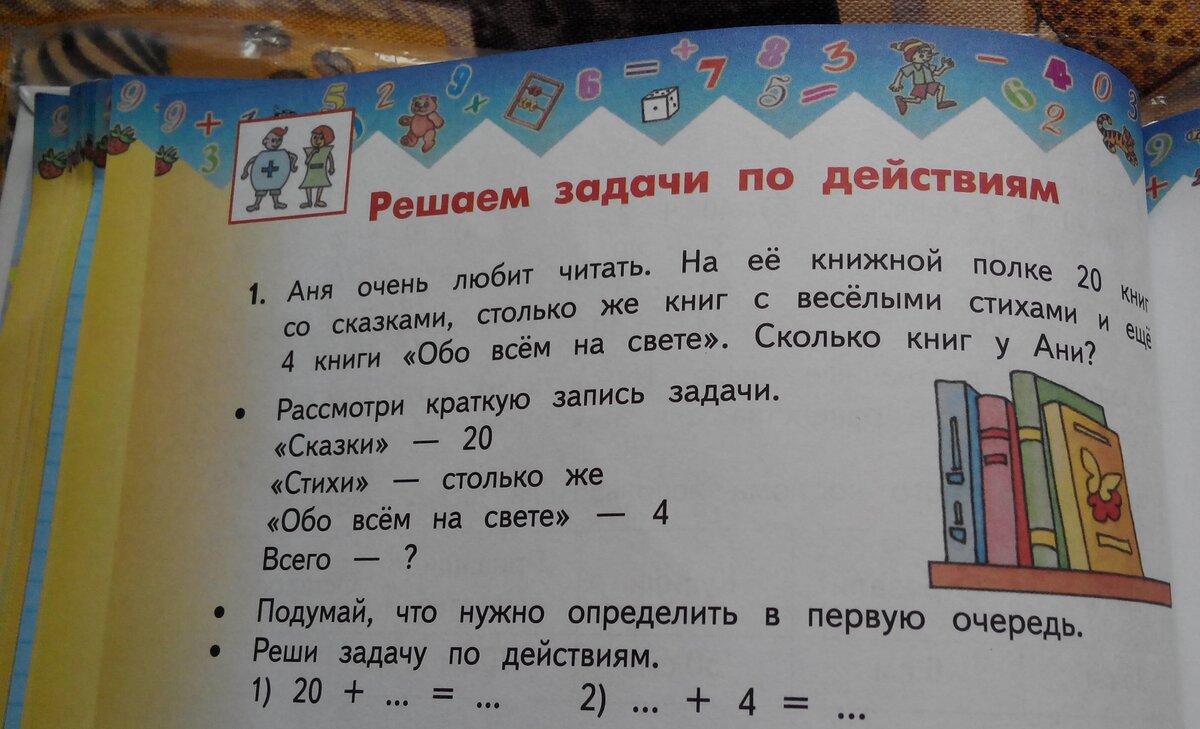 Решаем задачи по действиям
1. Аня очень любит читать. На её книжной полке 20 книг
со сказками, столько же книг с весёлыми стихами и ещё
4 книги «Обо всём на свете». Сколько книг у Ани?
• Рассмотри краткую запись задачи.
«Сказки» — 20
«Стихи» — столько же
«Обо всём на свете» — 4
Всего — ?
• Подумай, что нужно определить в первую очередь.
• Реши задачу по действиям.
1) 20 + ... = ... 2) ... + 4 = ...